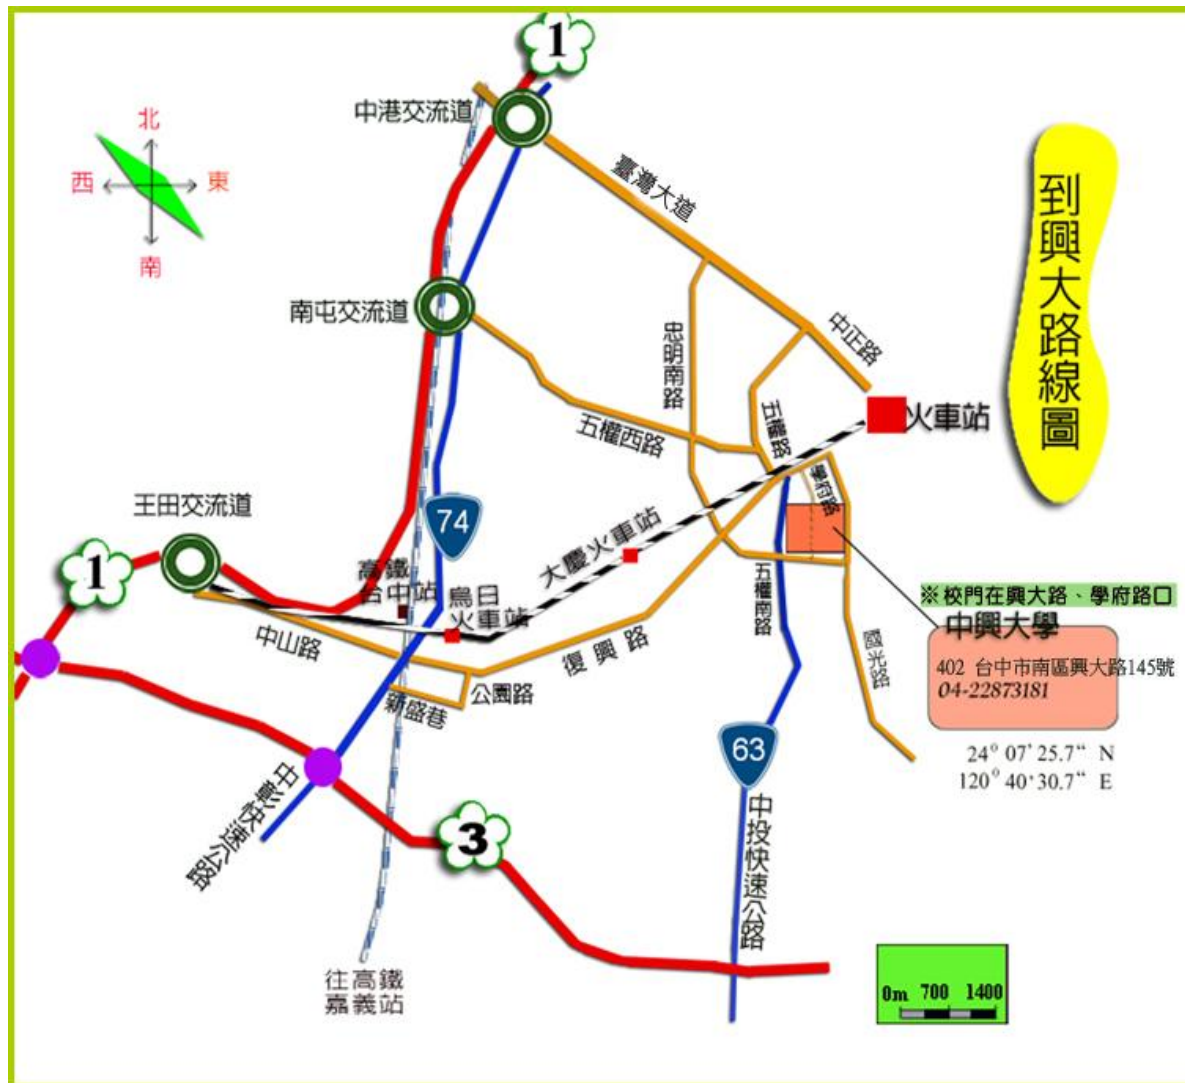 1
中港交流道
北
西
東
南
臺灣大道
到興大路線圖
南屯交流道
忠明南路
中正路
火車站
五權路
五權西路
學府路
王田交流道
74
大慶火車站
1
高鐵
台中站
烏日
火車站
五權南路
※校門在興大路、學府路口
中興大學
402 台中市南區興大路145號
04-22873181
中山路
復興路
國光路
公園路
新盛巷
63
24° 07' 25.7" N
120° 40' 30.7" E
中彰快速公路
3
中投快速公路
往高鐵
嘉義站
0m 700 1400